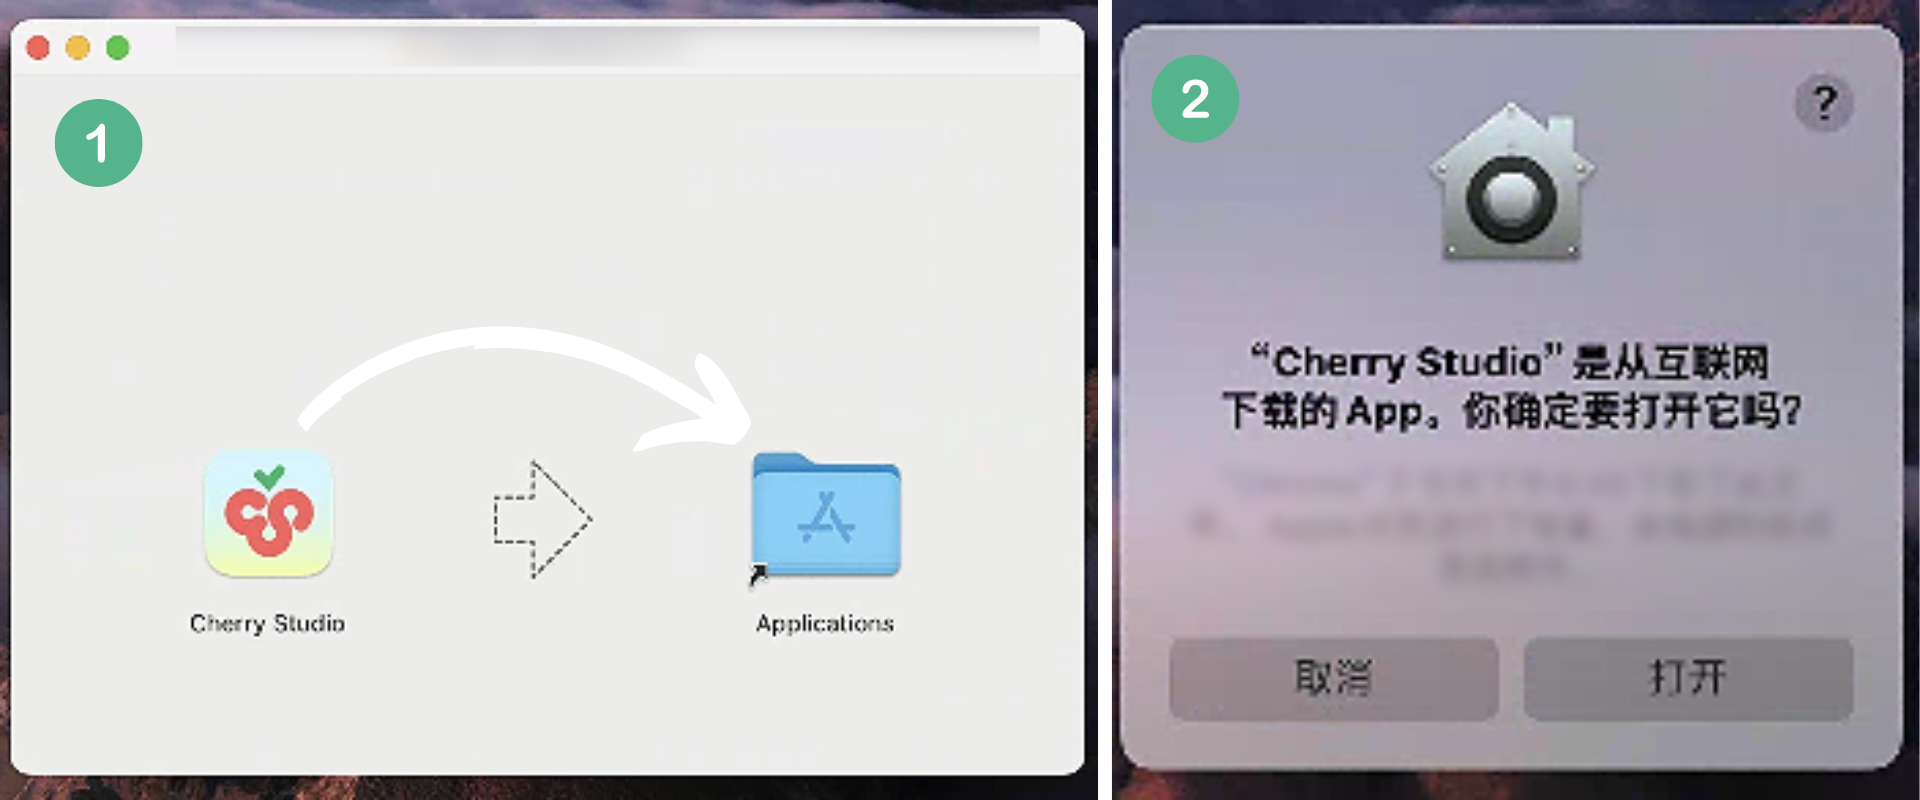 1
Cherry Studio
Applications
2
?
“Cherry Studio” 是从互联网
下载的 App。你确定要打开它吗?
取消
打开